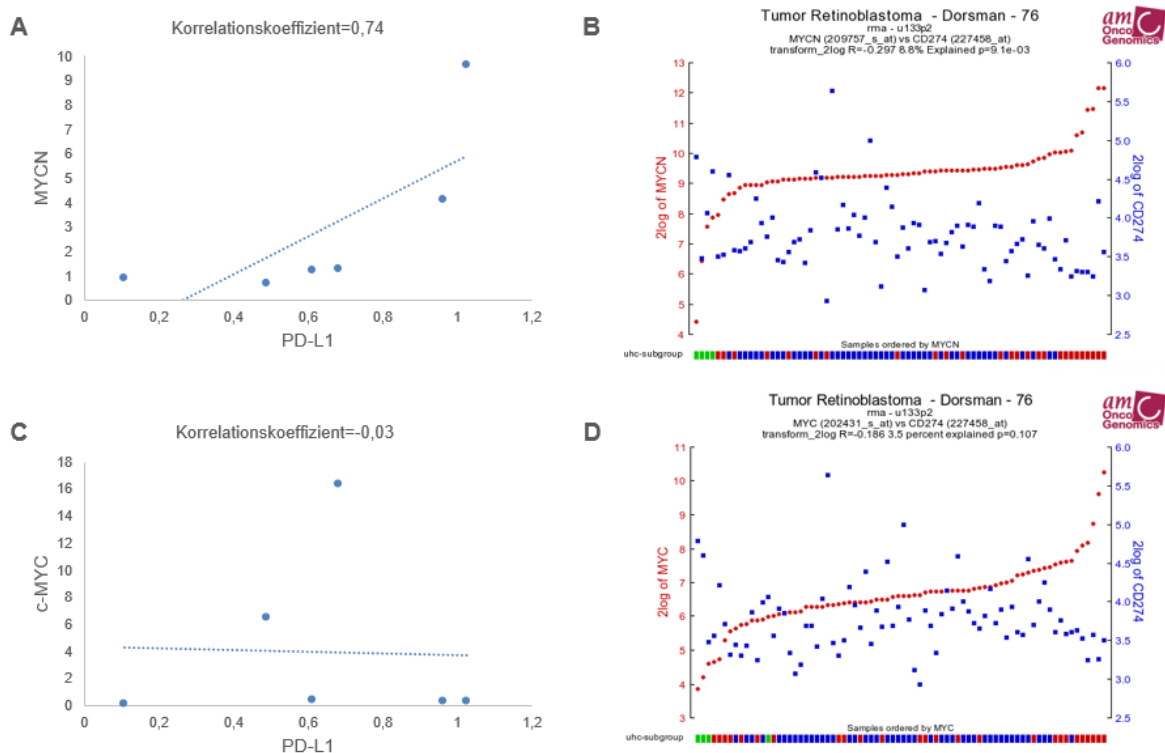 A
Korrelationskoeffizient=0,74
MYCN
10
9
8
7
6
5
4
3
2
1
0
0
0,2
0,4
0,6
0,8
1
1,2
PD-L1
B
Tumor Retinoblastoma - Dorsman - 76
rma - u133p2
MYCN (209757_s_at) vs CD274 (227458_at)
transform_2log R=-0.297 8.8% Explained p=9.1e-03
am C
Onco
Genomics
2log of MYCN
13
12
11
10
9
8
7
6
5
4
6.0
5.5
5.0
4.5
4.0
3.5
3.0
2.5
2log of CD274
Samples ordered by MYCN
uhc-subgroup
C
Korrelationskoeffizient=-0,03
c-MYC
18
16
14
12
10
8
6
4
2
0
0
0,2
0,4
0,6
0,8
1
1,2
PD-L1
D
Tumor Retinoblastoma - Dorsman - 76
rma - u133p2
MYC (202431_s_at) vs CD274 (227458_at)
transform_2log R=-0.186 3.5 percent explained p=0.107
am C
Onco
Genomics
2log of MYC
11
10
9
8
7
6
5
4
3
6.0
5.5
5.0
4.5
4.0
3.5
3.0
2.5
2log of CD274
Samples ordered by MYC
uhc-subgroup